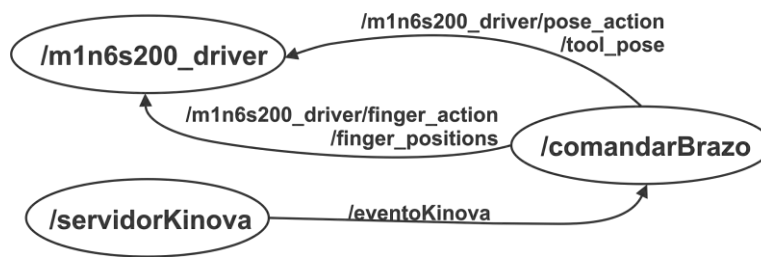 /m1n6s200_driver/pose_action
/tool_pose
/m1n6s200_driver
/m1n6s200_driver/finger_action
/finger_positions
/comandarBrazo
/servidorKinova
/eventoKinova